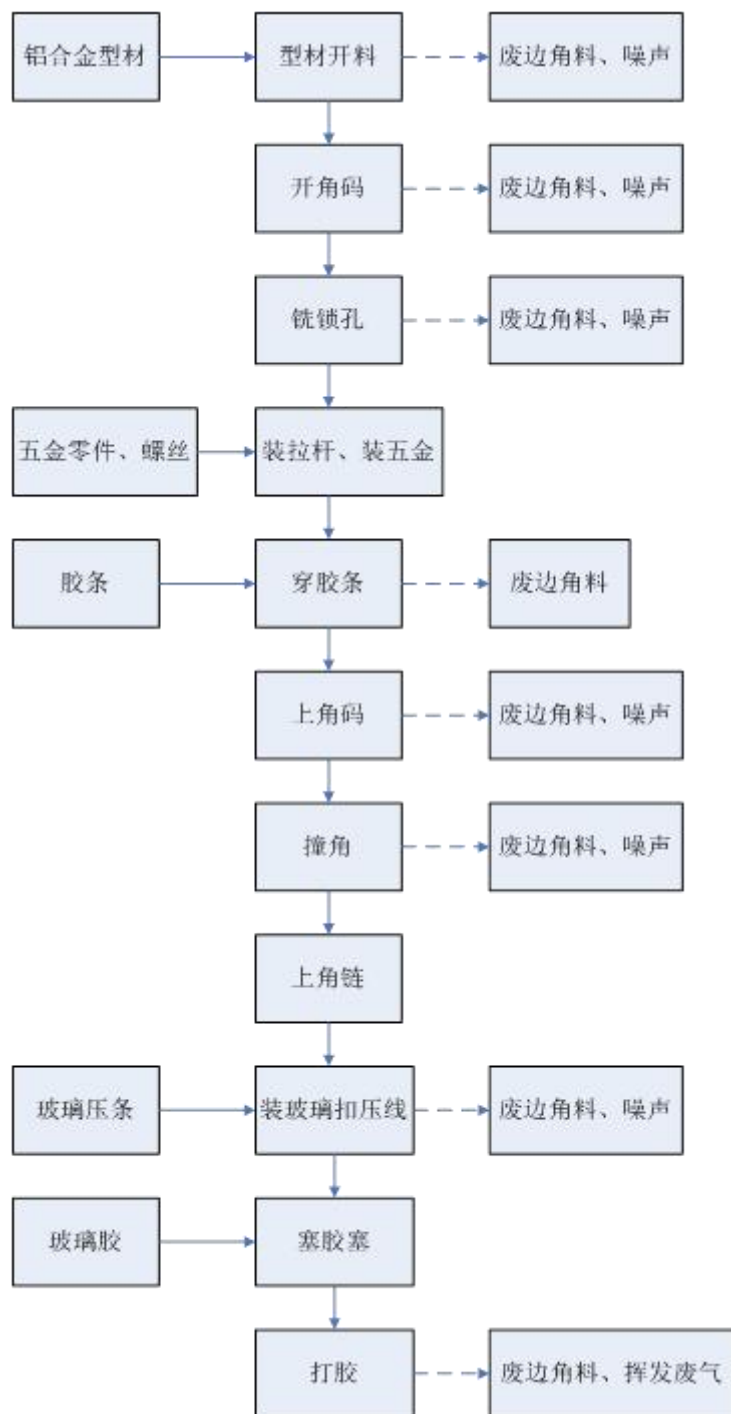 铝合金型材
型材开料
废边角料、噪声
开角码
废边角料、噪声
铣锁孔
废边角料、噪声
五金零件、螺丝
装拉杆、装五金
胶条
穿胶条
废边角料
上角码
废边角料、噪声
撞角
废边角料、噪声
上角链
玻璃压条
装玻璃扣压线
废边角料、噪声
玻璃胶
塞胶塞
打胶
废边角料、挥发废气